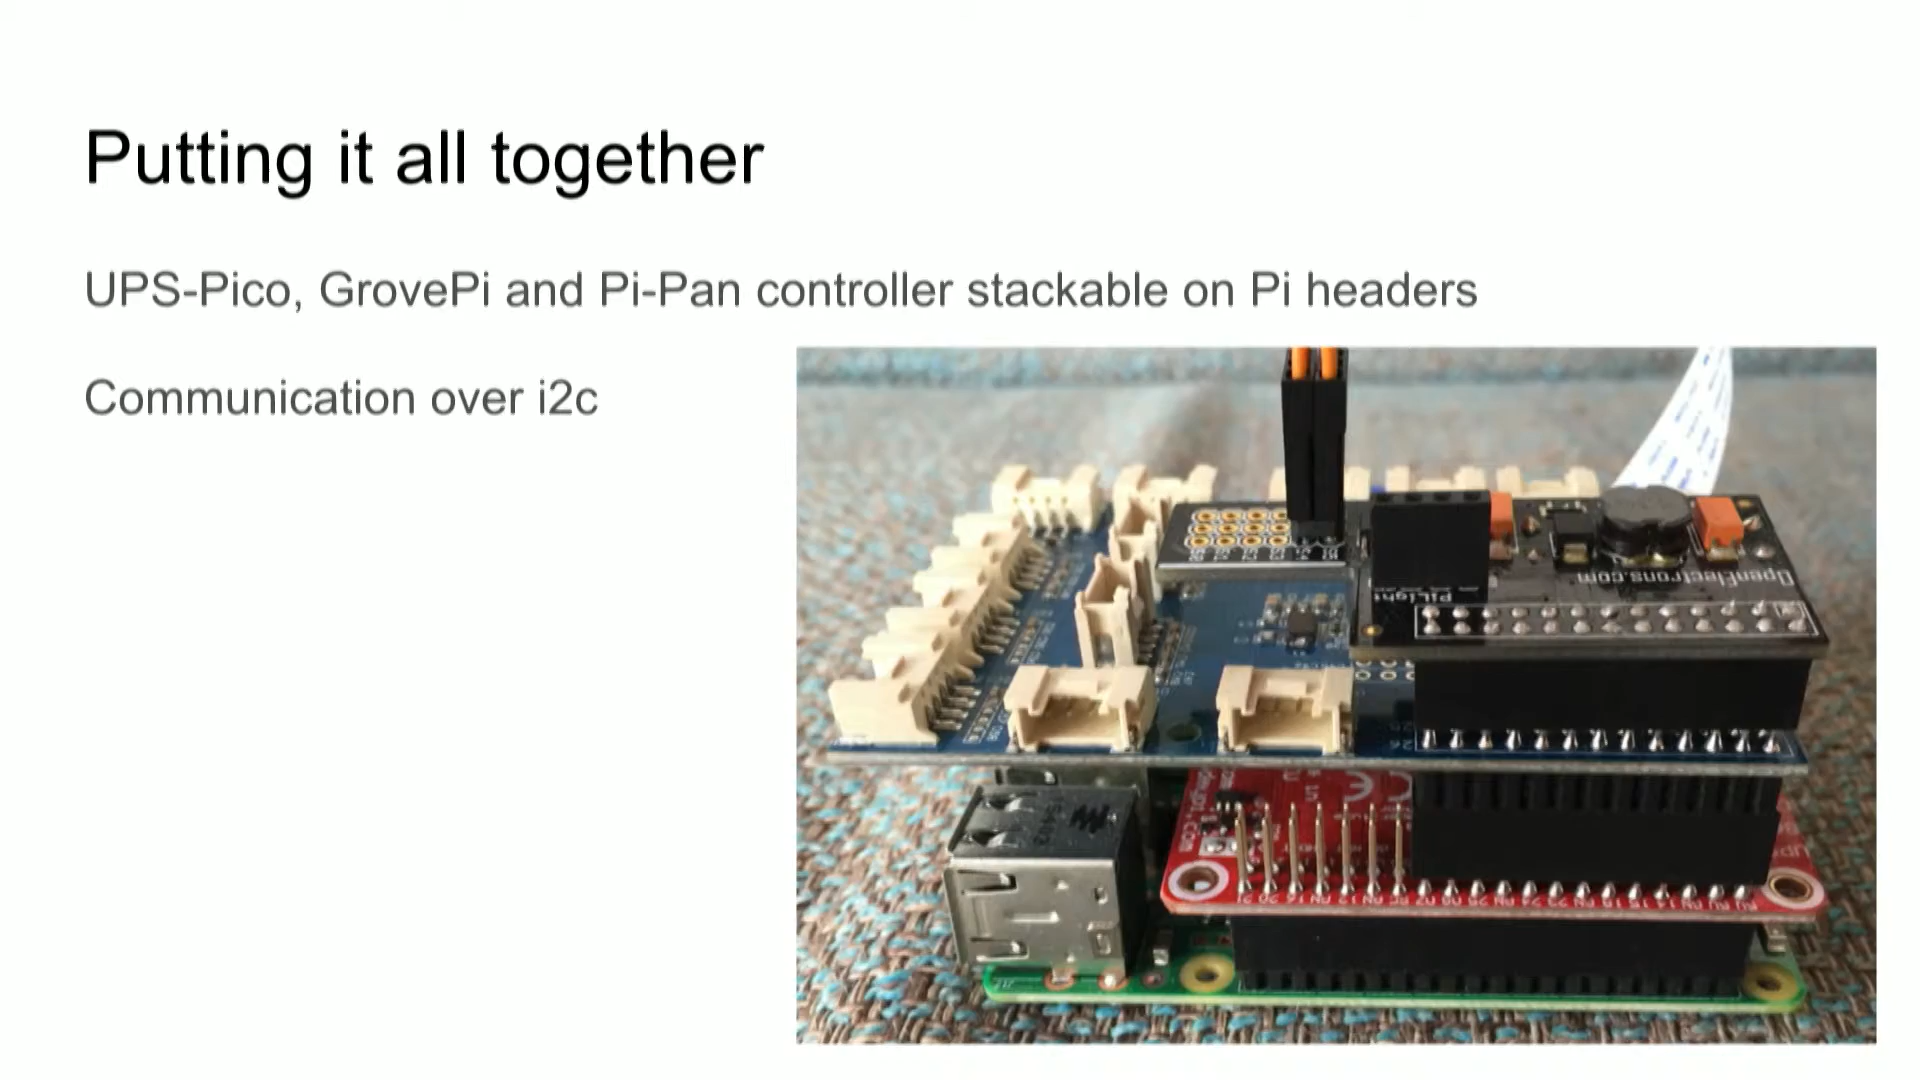 Putting it all together
UPS-Pico, GrovePi and Pi-Pan controller stackable on Pi headers
Communication over i2c
OpenElectrons.com
PiLight